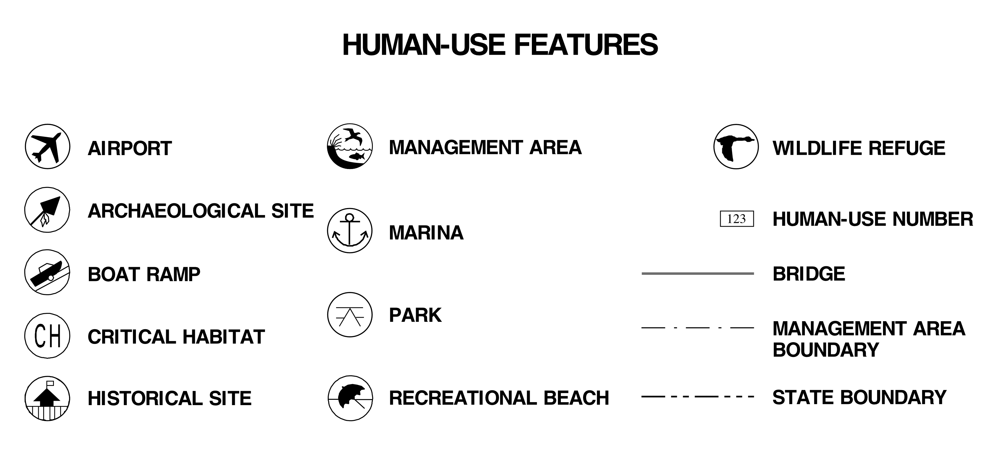 HUMAN-USE FEATURES
AIRPORT
ARCHAEOLOGICAL SITE
BOAT RAMP
CH CRITICAL HABITAT
HISTORICAL SITE
MANAGEMENT AREA
MARINA
PARK
RECREATIONAL BEACH
WILDLIFE REFUGE
123 HUMAN-USE NUMBER
BRIDGE
MANAGEMENT AREA
BOUNDARY
STATE BOUNDARY